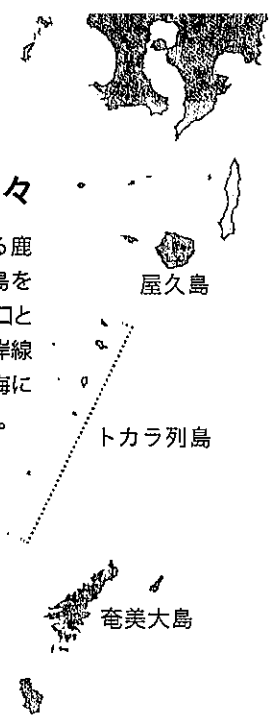 々
る鹿
島を
口と
岸線
海に
。
屋久島
トカラ列島
奄美大島